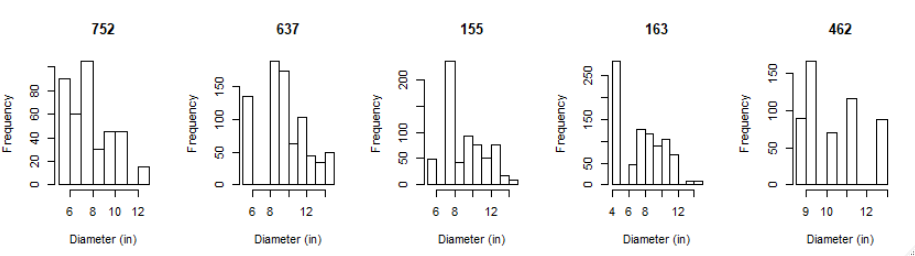 752 637 155 163 462
Frequency 0 20 40 60 80
6 8 10 12
Diameter (in)
Frequency 0 50 100 150
6 8 12
Diameter (in)
Frequency 0 50 100 200
6 8 12
Diameter (in)
Frequency 0 50 150 250
4 6 8 12
Diameter (in)
Frequency 0 50 100 150
9 10 12
Diameter (in)